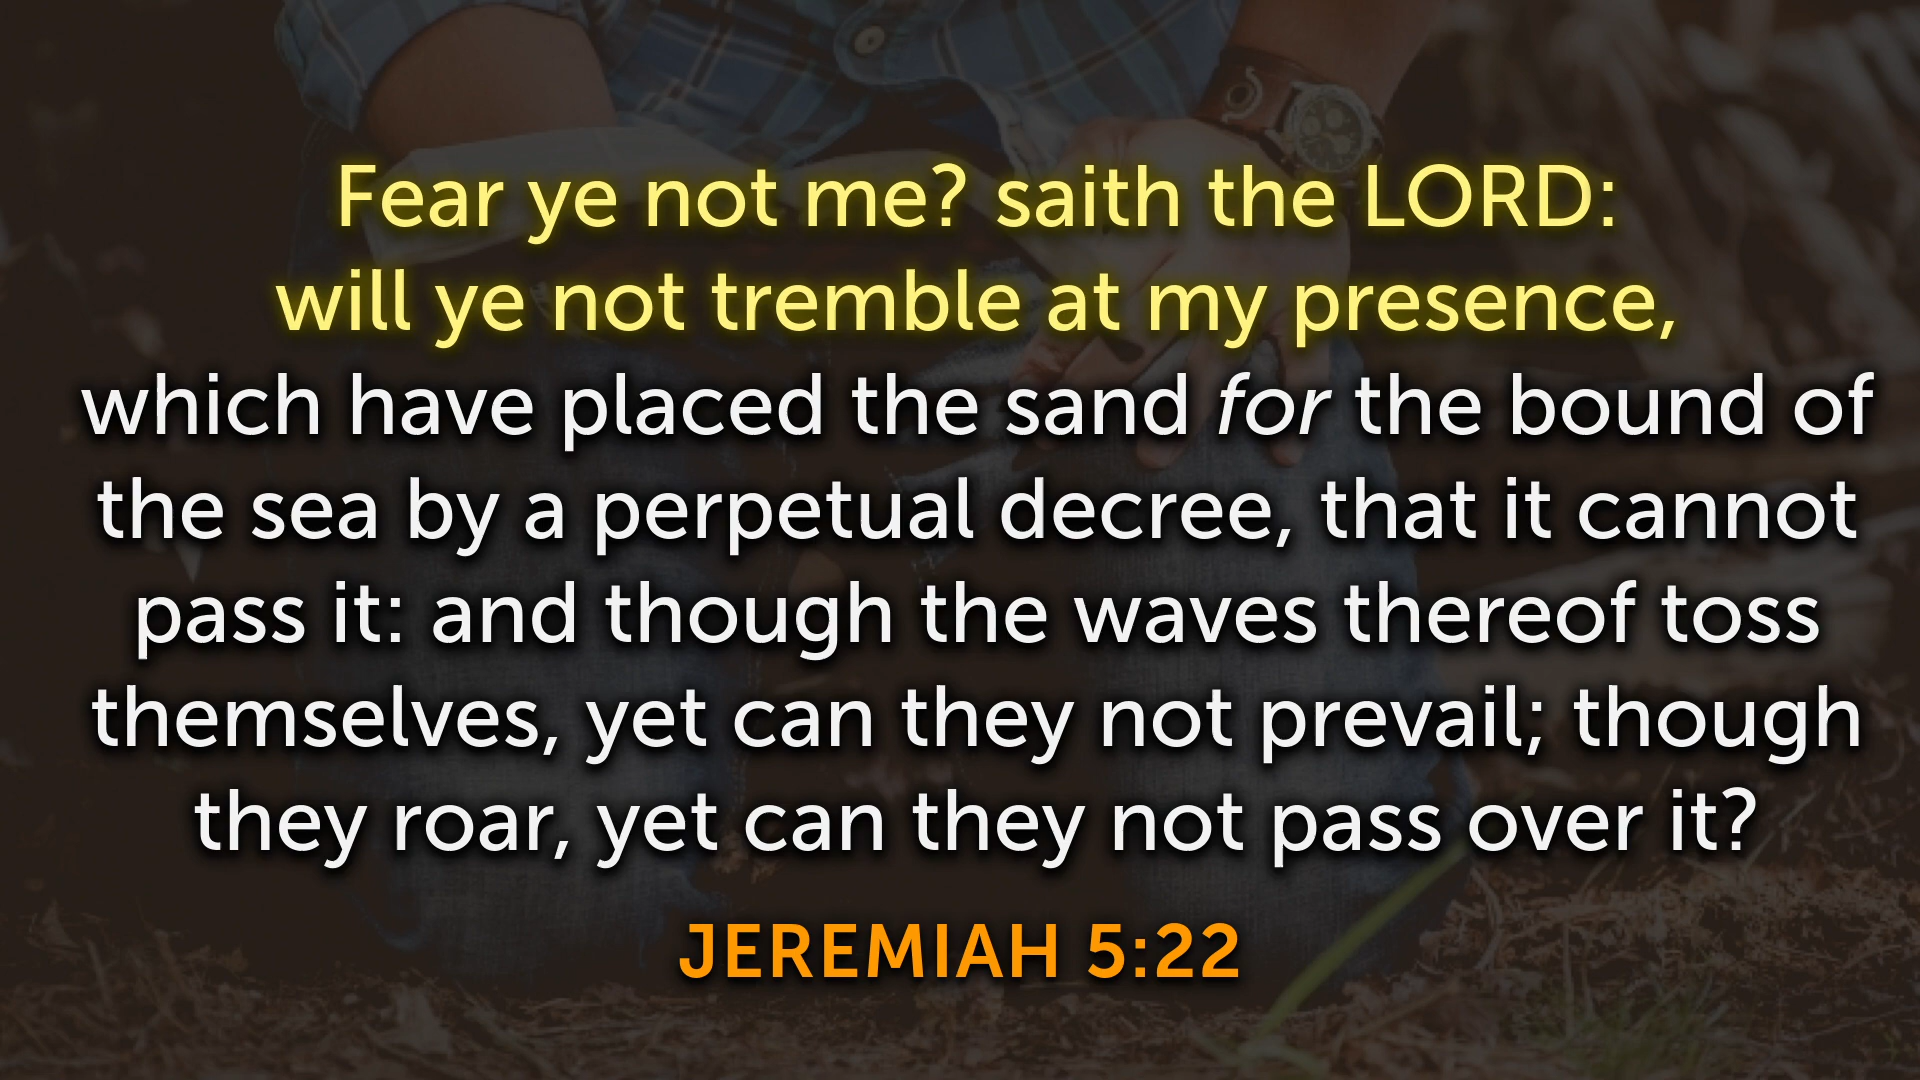 Fear ye not me? saith the LORD:
will ye not tremble at my presence,
which have placed the sand for the bound of
the sea by a perpetual decree, that it cannot
pass it: and though the waves thereof toss
themselves, yet can they not prevail; though
they roar, yet can they not pass over it?
JEREMIAH 5:22